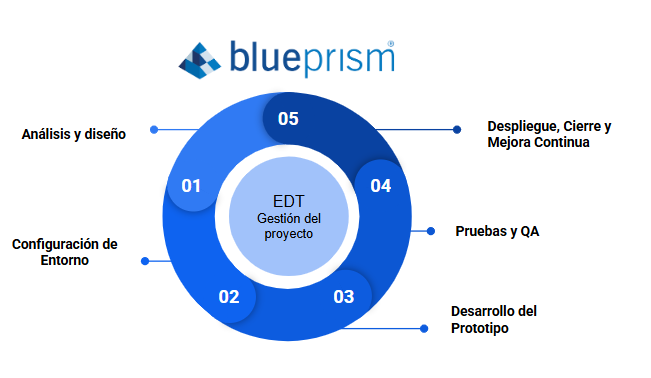 blueprism®
Análisis y diseño
05
Despliegue, Cierre y
Mejora Continua
01
04
EDT
Gestión del
proyecto
Configuración de
Entorno
Pruebas y QA
02
03
Desarrollo del
Prototipo